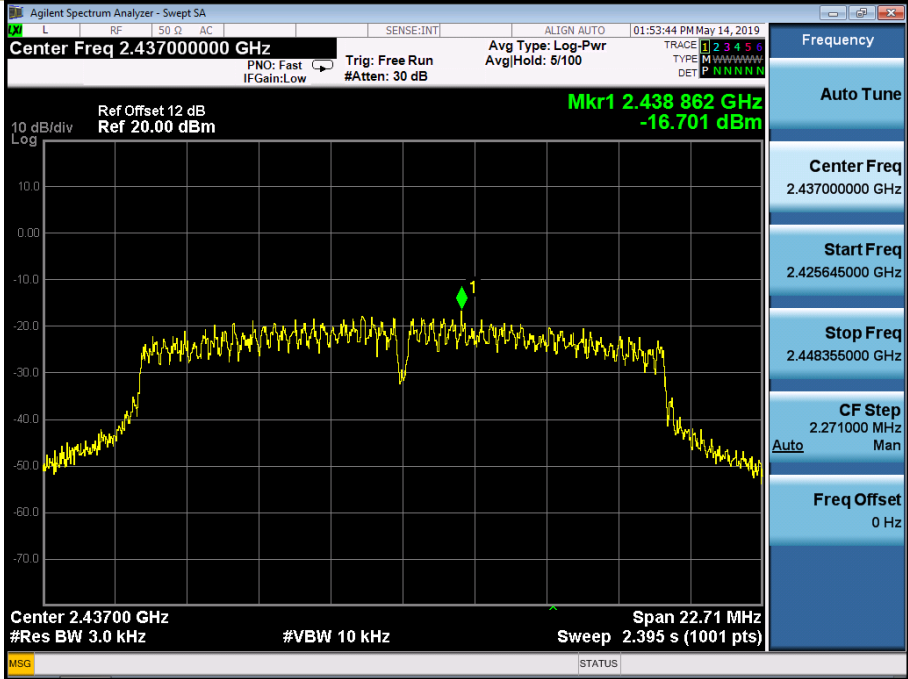 Agilent Spectrum Analyzer - Swept SA
LXI L RF 50 Ω AC SENSE:INT ALIGN AUTO 01:53:44 PM May 14, 2019
Center Freq 2.437000000 GHz
PNO: Fast
IFGain:Low
Trig: Free Run
#Atten: 30 dB
Avg Type: Log-Pwr
Avg|Hold: 5/100
TRACE 1 2 3 4 5 6
TYPE M WWWWW
DET P N N N N N
Frequency
Auto Tune
Center Freq
2.437000000 GHz
Start Freq
2.425645000 GHz
Stop Freq
2.448355000 GHz
CF Step
2.271000 MHz
Auto Man
Freq Offset
0 Hz
Mkr1 2.438 862 GHz
-16.701 dBm
Ref Offset 12 dB
10 dB/div Ref 20.00 dBm
Log
10.0
0.00
-10.0
-20.0
-30.0
-40.0
-50.0
-60.0
-70.0
1
Center 2.43700 GHz Span 22.71 MHz
#Res BW 3.0 kHz #VBW 10 kHz Sweep 2.395 s (1001 pts)
MSG STATUS